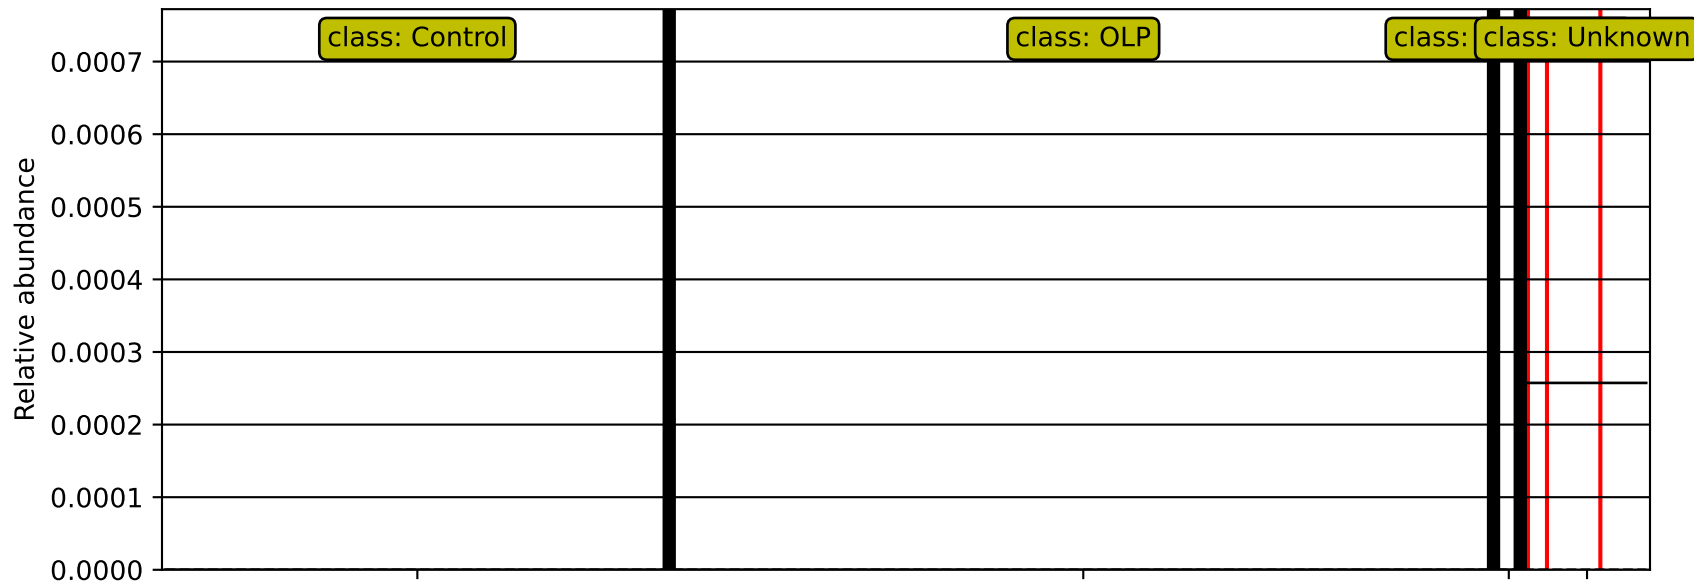 class: Control
class: OLP
class:
class: Unknown
Relative abundance
0.0007
0.0006
0.0005
0.0004
0.0003
0.0002
0.0001
0.0000